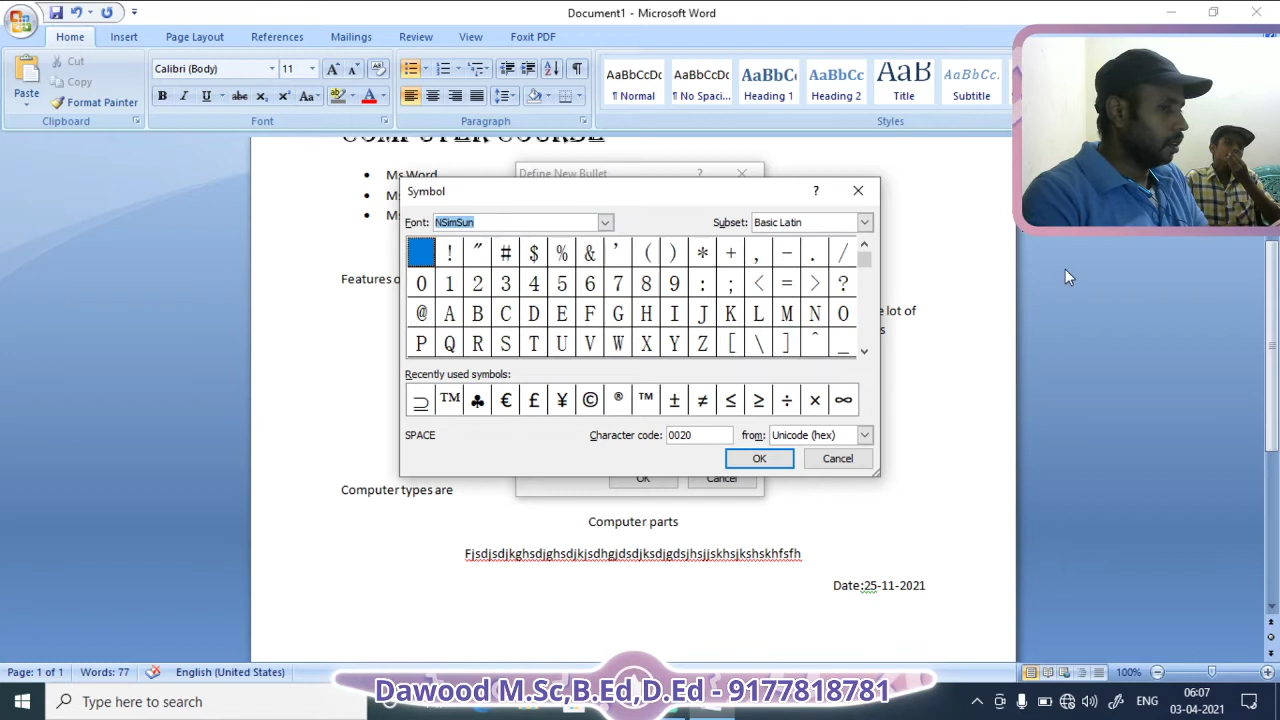 Document1 - Microsoft Word
Home Insert Page Layout References Mailings Review View Foxit PDF
Paste
Cut
Copy
Format Painter
Clipboard
Calibri (Body) 11
Font
Paragraph
AaBbCcDc AaBbCcDc AaBbC AaBbCc AaB AaBbCc.
¶ Normal ¶ No Spaci... Heading 1 Heading 2 Title Subtitle
Styles
COMPUTER COURSE
Ms Word
Define New Bullet
Symbol
Font: NSimSun Subset: Basic Latin
! " # $ % & ' ( ) * + , - . /
0 1 2 3 4 5 6 7 8 9 : ; < = > ?
@ A B C D E F G H I J K L M N O
P Q R S T U V W X Y Z [ \ ] ^ _
Recently used symbols:
⊇ ™ ♣ € £ ¥ © ® ™ ± ≠ ≤ ≥ ÷ × ∞
SPACE Character code: 0020 from: Unicode (hex)
OK Cancel
OK Cancel
Features
lot of
Computer types are
Computer parts
Fjsdjsdjkghsdjghsdjkjsdhgjdsdjksdjgdsjhsjjskhsjkshskhfsfh
Date:25-11-2021
Page: 1 of 1 Words: 77 English (United States) 100%
Dawood M.Sc,B.Ed,D.Ed - 9177818781
Type here to search
ENG
06:07
03-04-2021